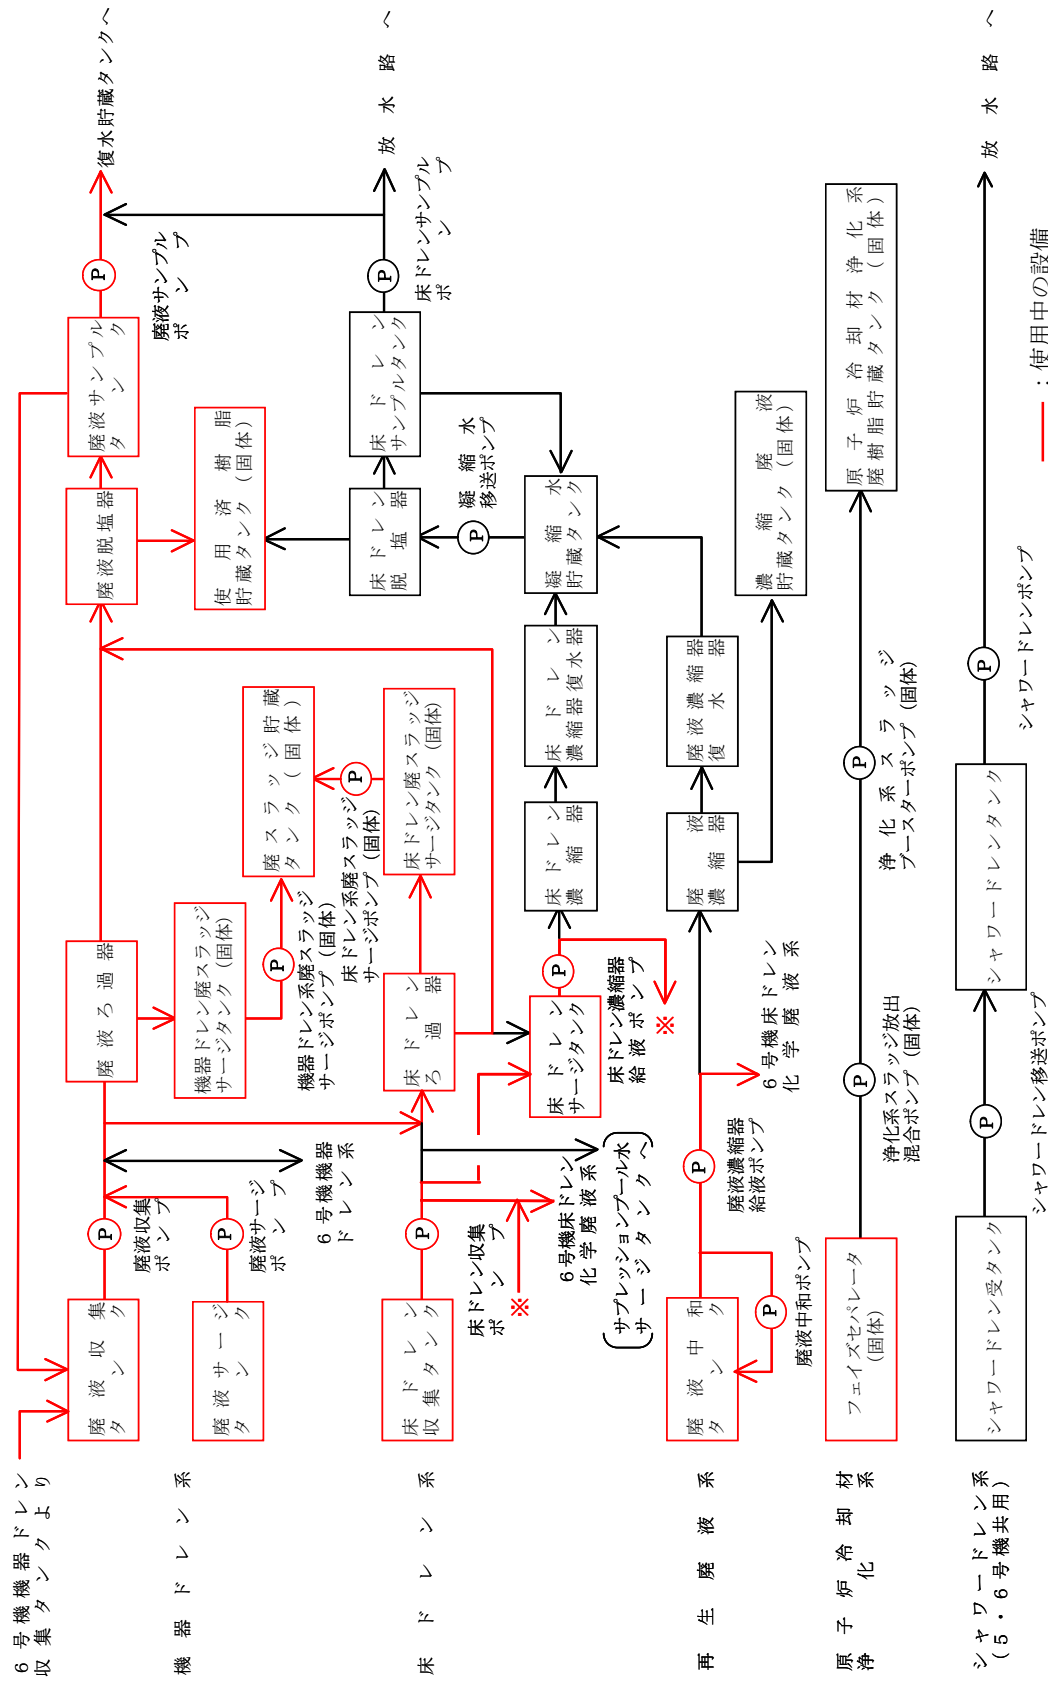 6号機機器ドレン
収集タンクより
機器ドレン系
廃液収集
タンク
P
廃液収集
ポンプ
廃液サージ
タンク
P
廃液サージ
ポンプ
6号機機器
ドレン系
廃液ろ過器
機器ドレン廃スラッジ
サージタンク(固体)
P
機器ドレン系廃スラッジ
サージポンプ(固体)
廃スラッジ貯蔵
タンク(固体)
廃液脱塩器
使用済樹脂
貯蔵タンク(固体)
廃液サンプル
タンク
P
廃液サンプル
ポンプ
復水貯蔵タンクへ
床ドレン系
床ドレン
収集タンク
P
床ドレン収集
ポンプ
※
6号機床ドレン
化学廃液系
(サプレッションプール水
サージタンクへ)
床ドレン
ろ過器
床ドレン廃スラッジ
サージタンク(固体)
P
床ドレン系廃スラッジ
サージポンプ(固体)
床ドレン
サージタンク
P
床ドレン濃縮器
給液ポンプ
※
床ドレン
濃縮器
床ドレン
濃縮器復水器
凝縮水
貯蔵タンク
P
凝縮水
移送ポンプ
床ドレン
脱塩器
床ドレン
サンプルタンク
P
床ドレンサンプル
ポンプ
放水路へ
再生廃液系
廃液中和
タンク
P
廃液中和ポンプ
P
廃液濃縮器
給液ポンプ
6号機床ドレン
化学廃液系
廃液
濃縮器
廃液濃縮器
復水器
濃縮廃液
貯蔵タンク(固体)
原子炉冷却材
浄化系
フェイズセパレータ
(固体)
P
浄化系スラッジ放出
混合ポンプ(固体)
P
浄化系スラッジ
ブースターポンプ(固体)
原子炉冷却材浄化系
廃樹脂貯蔵タンク(固体)
シャワードレン系
(5・6号機共用)
シャワードレン受タンク
P
シャワードレン移送ポンプ
シャワードレンタンク
P
シャワードレンポンプ
放水路へ
:使用中の設備